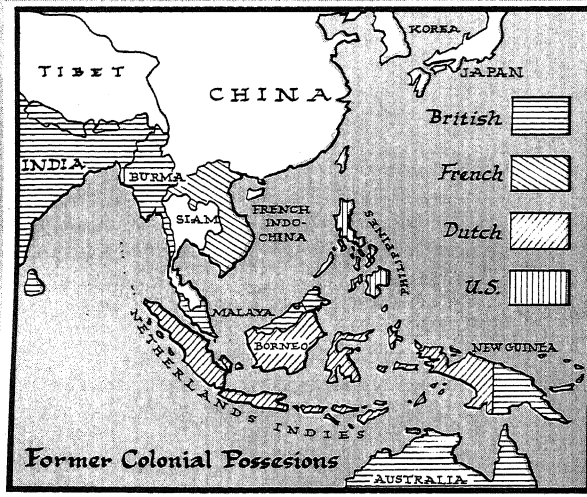 KOREA
TIBET
JAPAN
CHINA
British
INDIA
BURMA
French
SIAM
FRENCH
INDO-
CHINA
PHILIPPINES
Dutch
U.S.
MALAYA
BORNEO
NEW GUINEA
NETHERLANDS INDIES
Former Colonial Possesions
AUSTRALIA